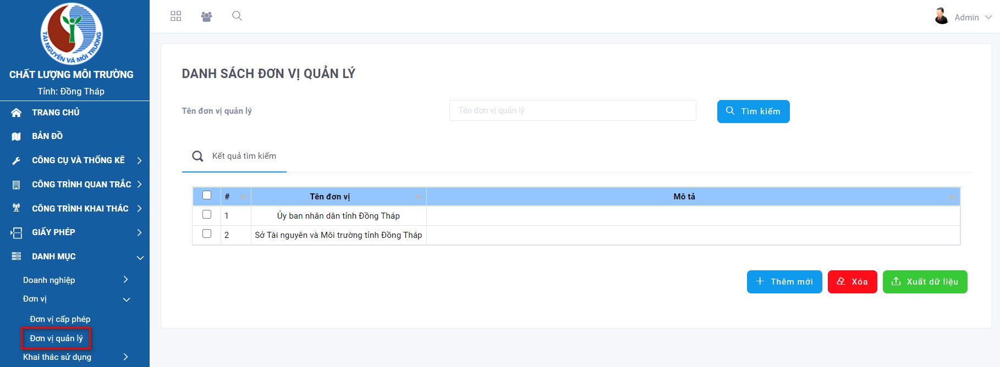 TÀI NGUYÊN VÀ MÔI TRƯỜNG
CHẤT LƯỢNG MÔI TRƯỜNG
Tỉnh: Đồng Tháp
TRANG CHỦ
BẢN ĐỒ
CÔNG CỤ VÀ THỐNG KÊ
CÔNG TRÌNH QUAN TRẮC
CÔNG TRÌNH KHAI THÁC
GIẤY PHÉP
DANH MỤC
Doanh nghiệp
Đơn vị
Đơn vị cấp phép
Đơn vị quản lý
Khai thác sử dụng
Admin
DANH SÁCH ĐƠN VỊ QUẢN LÝ
Tên đơn vị quản lý
Tên đơn vị quản lý
Tìm kiếm
Kết quả tìm kiếm
# Tên đơn vị Mô tả
1 Ủy ban nhân dân tỉnh Đồng Tháp
2 Sở Tài nguyên và Môi trường tỉnh Đồng Tháp
Thêm mới Xóa Xuất dữ liệu